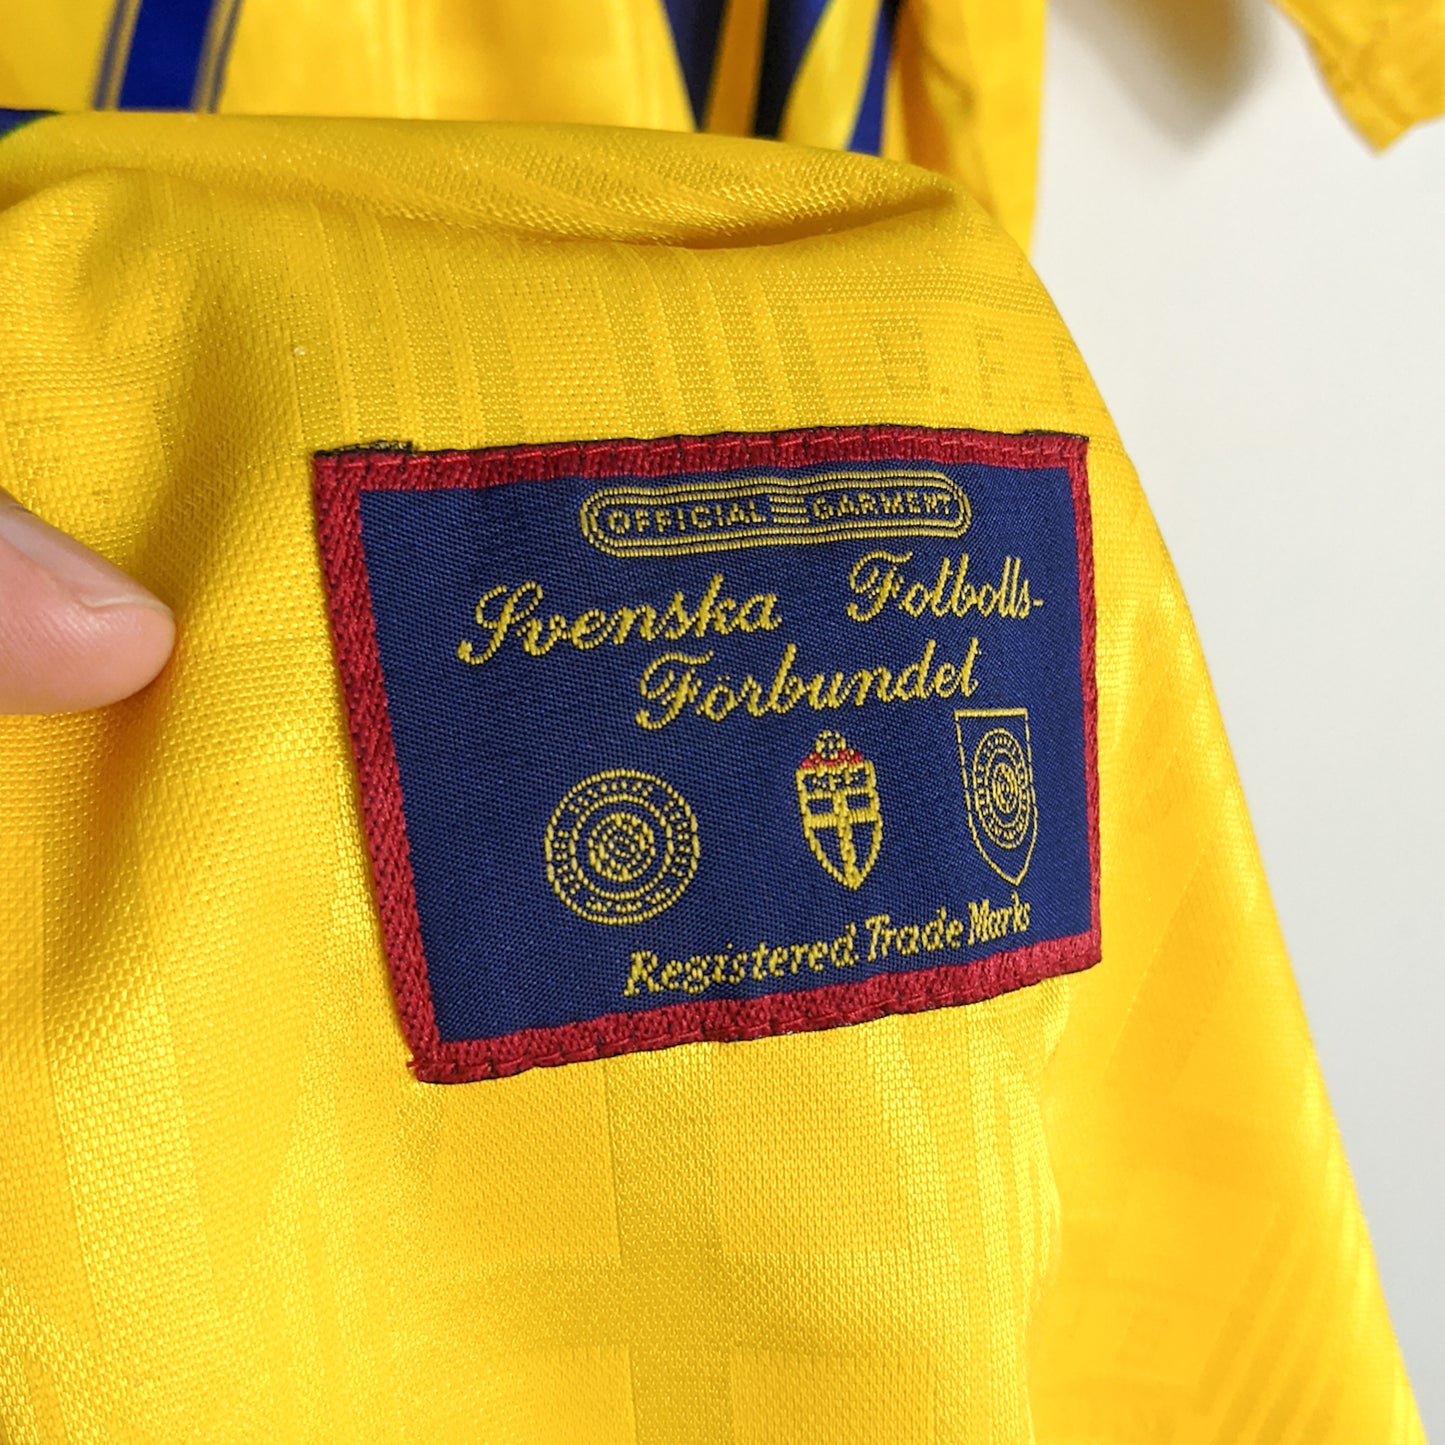 OFFICIAL GARMENT
Svenska Fotbolls-
Förbundet
S.F.F.
Registered Trade Marks